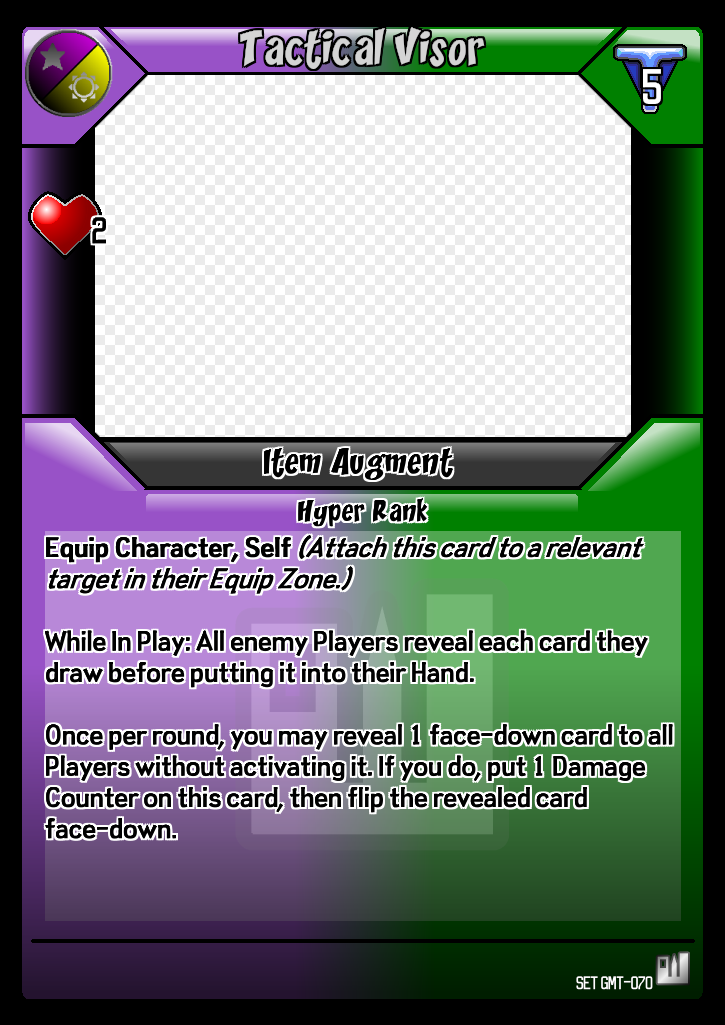 Tactical Visor
5
2
Item Augment
Hyper Rank
Equip Character, Self (Attach this card to a relevant
target in their Equip Zone.)
While In Play: All enemy Players reveal each card they
draw before putting it into their Hand.
Once per round, you may reveal 1 face-down card to all
Players without activating it. If you do, put 1 Damage
Counter on this card, then flip the revealed card
face-down.
SET GMT-070